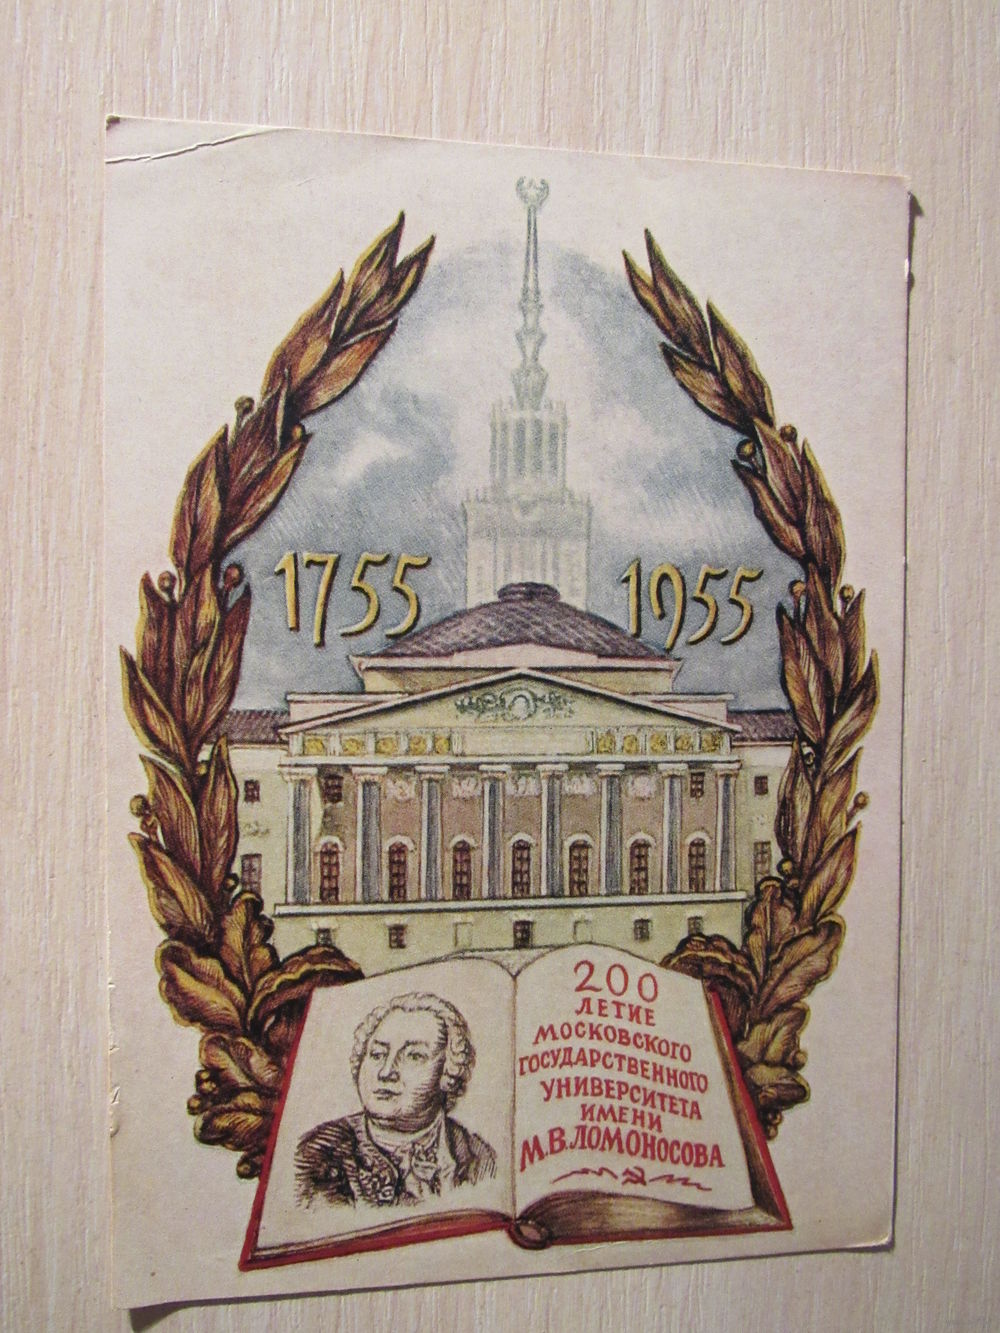 1755 1955
200
ЛЕТИЕ
МОСКОВСКОГО
ГОСУДАРСТВЕННОГО
УНИВЕРСИТЕТА
ИМЕНИ
М.В.ЛОМОНОСОВА